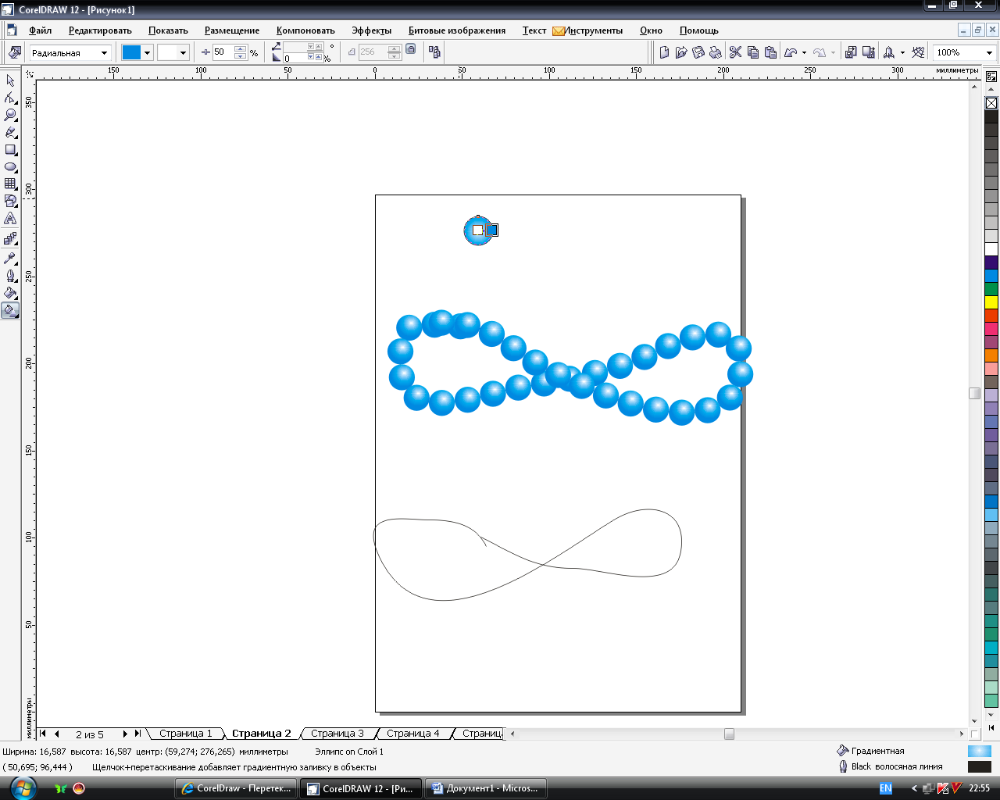 CorelDRAW 12 - [Рисунок1]
Файл Редактировать Показать Размещение Компоновать Эффекты Битовые изображения Текст Инструменты Окно Помощь
Радиальная 50 % 0 ° % 256 100%
150 100 50 0 50 100 150 200 250 300 миллиметры
350
300
250
200
150
100
50
миллиметры
2 из 5 Страница 1 Страница 2 Страница 3 Страница 4 Страниц
Ширина: 16,587 высота: 16,587 центр: (59,274; 276,265) миллиметры Эллипс on Слой 1 Градиентная
( 50,695; 96,444 ) Щелчок+перетаскивание добавляет градиентную заливку в объекты Black волосяная линия
CorelDraw - Перетек... CorelDRAW 12 - [Ри... Документ1 - Micros... EN 22:55